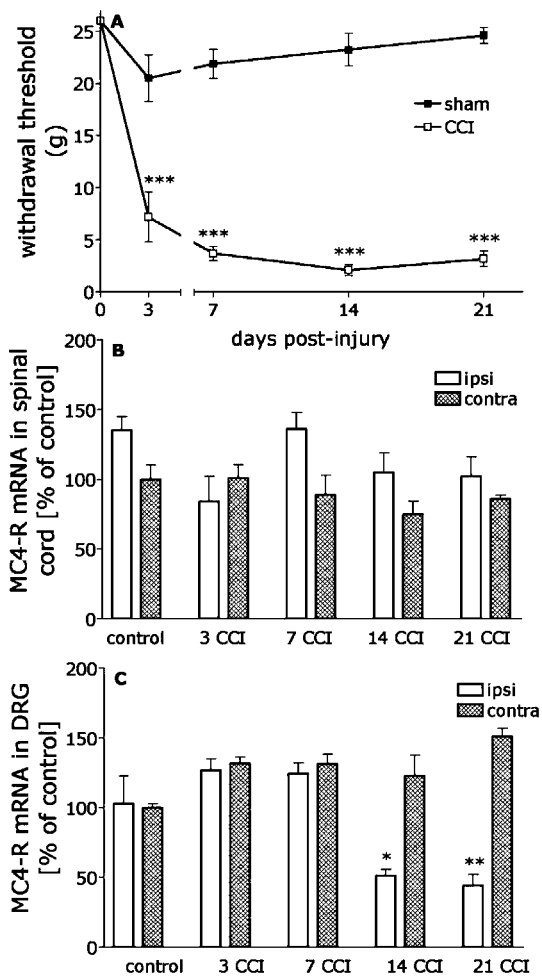 A
withdrawal threshold
(g)
25
20
15
10
5
0
sham
CCI
***
***
***
***
0 3 7 14 21
days post-injury
B
MC4-R mRNA in spinal
cord [% of control]
200
150
100
50
0
ipsi
contra
control 3 CCI 7 CCI 14 CCI 21 CCI
C
MC4-R mRNA in DRG
[% of control]
200
150
100
50
0
ipsi
contra
*
**
control 3 CCI 7 CCI 14 CCI 21 CCI